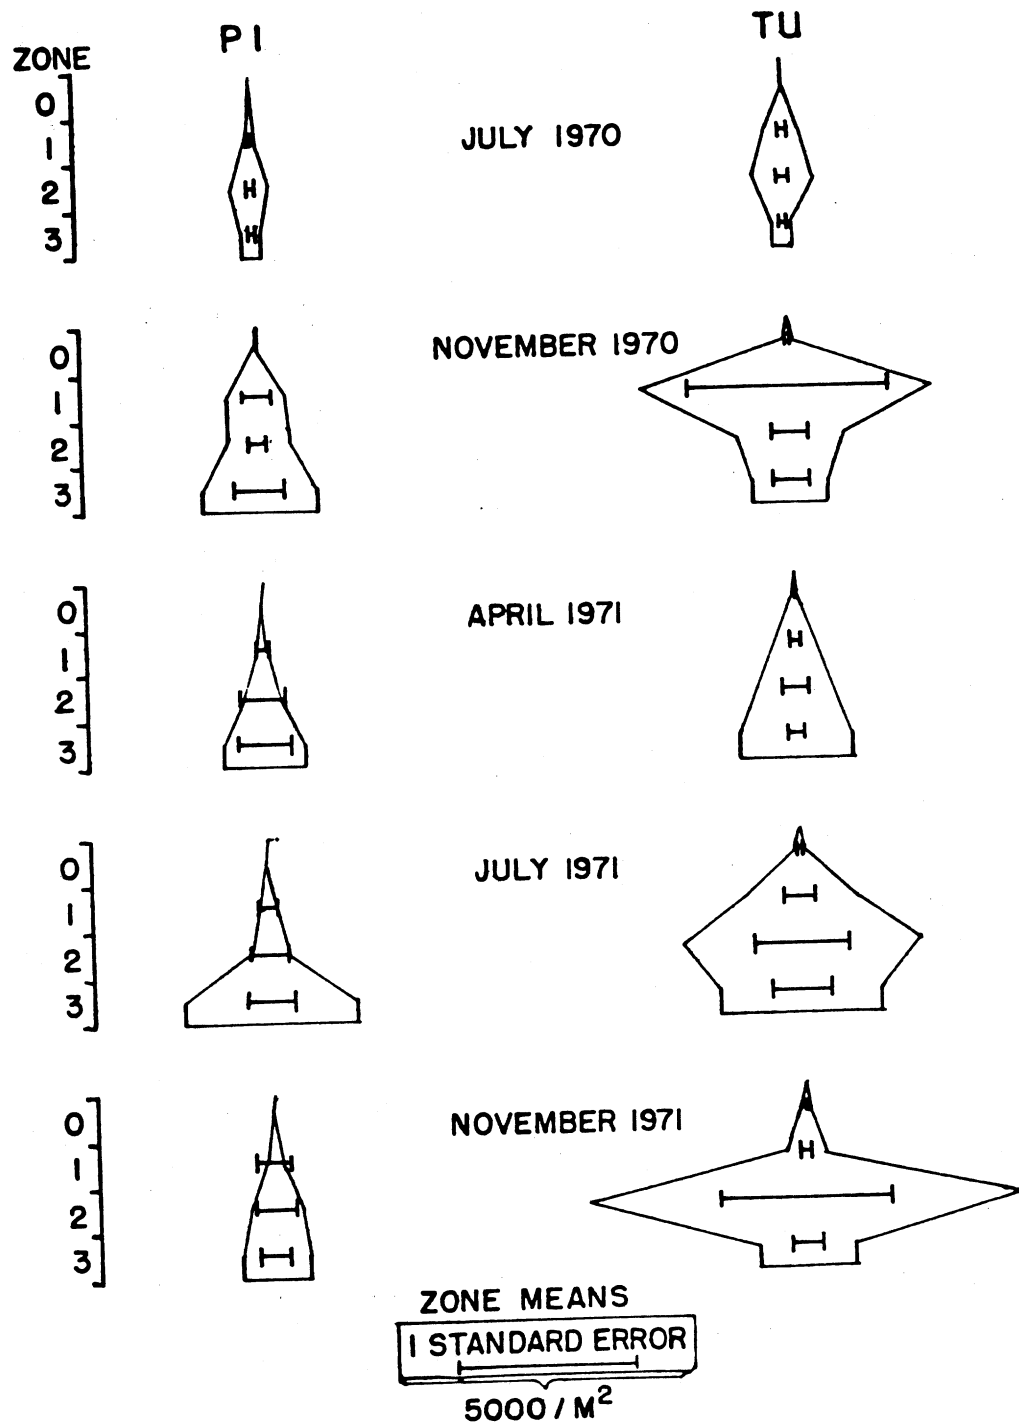 PI
TU
ZONE
0
1
2
3
JULY 1970
0
1
2
3
NOVEMBER 1970
0
1
2
3
APRIL 1971
0
1
2
3
JULY 1971
0
1
2
3
NOVEMBER 1971
ZONE MEANS
1 STANDARD ERROR
5000/M²